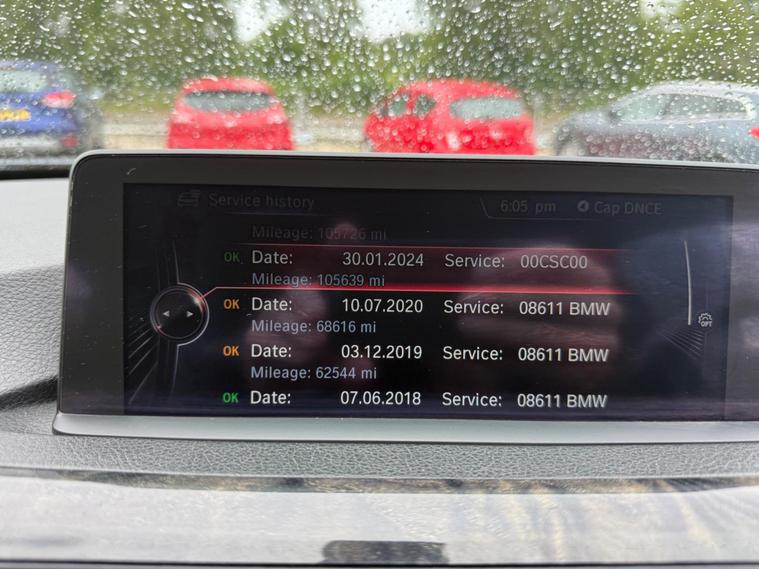 Service history
6:05 pm Cap DNCE
Mileage: 105726 mi
OK Date: 30.01.2024 Service: 00CSC00
Mileage: 105639 mi
OK Date: 10.07.2020 Service: 08611 BMW
Mileage: 68616 mi
OK Date: 03.12.2019 Service: 08611 BMW
Mileage: 62544 mi
OK Date: 07.06.2018 Service: 08611 BMW
OPT